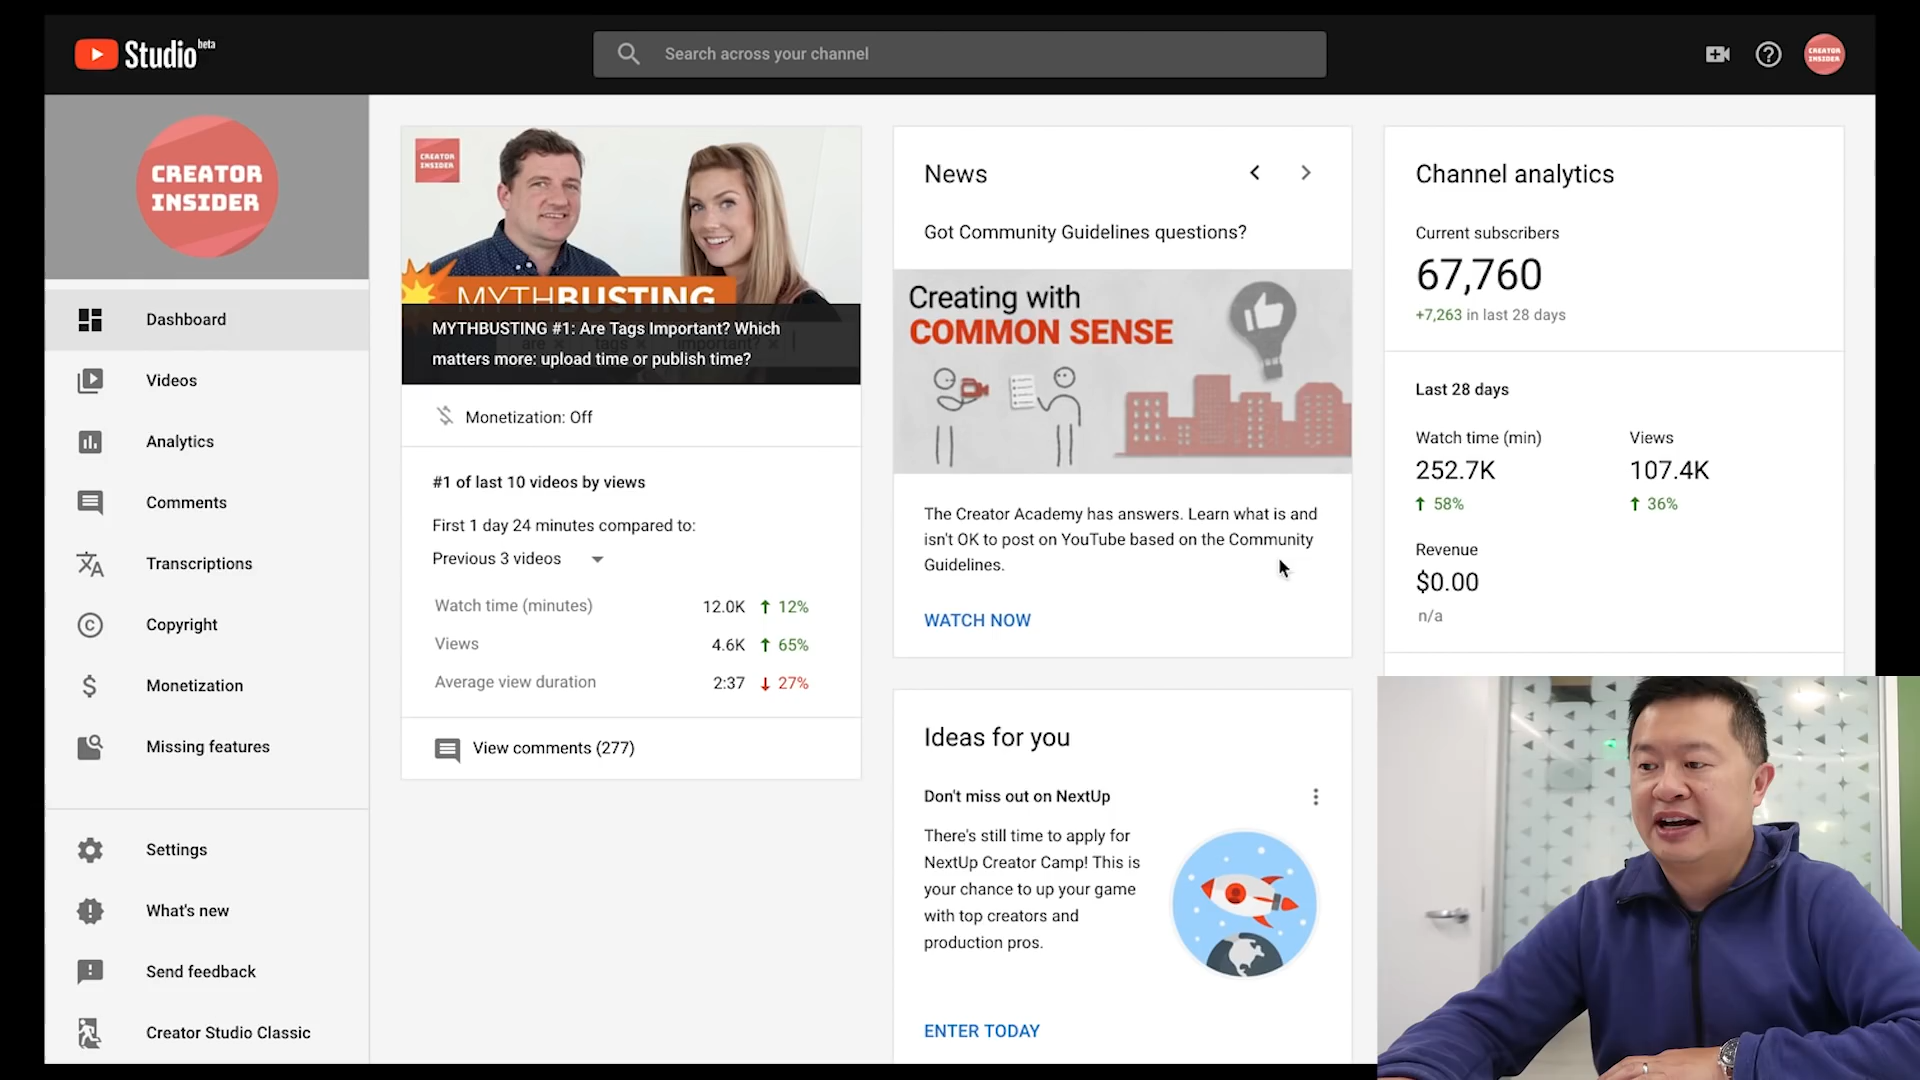 Studio beta
Search across your channel
CREATOR
INSIDER
CREATOR
INSIDER
Dashboard
Videos
Analytics
Comments
Transcriptions
Copyright
Monetization
Missing features
Settings
What's new
Send feedback
Creator Studio Classic
CREATOR
INSIDER
MYTHBUSTING
are × tags × important? ×
MYTHBUSTING #1: Are Tags Important? Which
matters more: upload time or publish time?
Monetization: Off
#1 of last 10 videos by views
First 1 day 24 minutes compared to:
Previous 3 videos
Watch time (minutes) 12.0K 12%
Views 4.6K 65%
Average view duration 2:37 27%
View comments (277)
News
Got Community Guidelines questions?
Creating with
COMMON SENSE
The Creator Academy has answers. Learn what is and
isn't OK to post on YouTube based on the Community
Guidelines.
WATCH NOW
Ideas for you
Don't miss out on NextUp
There's still time to apply for
NextUp Creator Camp! This is
your chance to up your game
with top creators and
production pros.
ENTER TODAY
Channel analytics
Current subscribers
67,760
+7,263 in last 28 days
Last 28 days
Watch time (min) Views
252.7K 107.4K
58% 36%
Revenue
$0.00
n/a